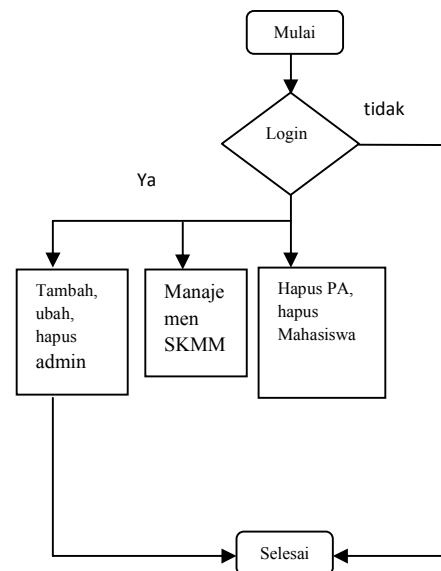 Mulai
Login
tidak
Ya
Tambah,
ubah,
hapus
admin
Manaje
men
SKMM
Hapus PA,
hapus
Mahasiswa
Selesai